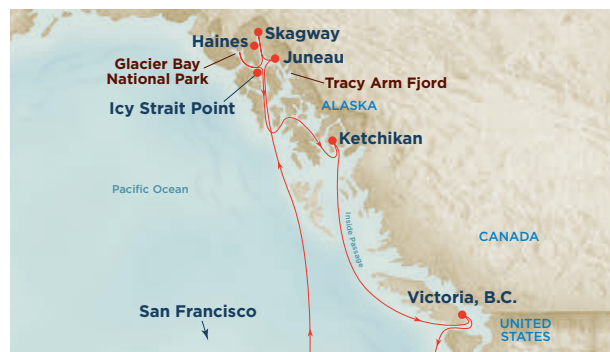 Skagway
Haines
Juneau
Glacier Bay
National Park
Tracy Arm Fjord
Icy Strait Point
ALASKA
Ketchikan
Pacific Ocean
Inside Passage
CANADA
Victoria, B.C.
San Francisco
UNITED
STATES